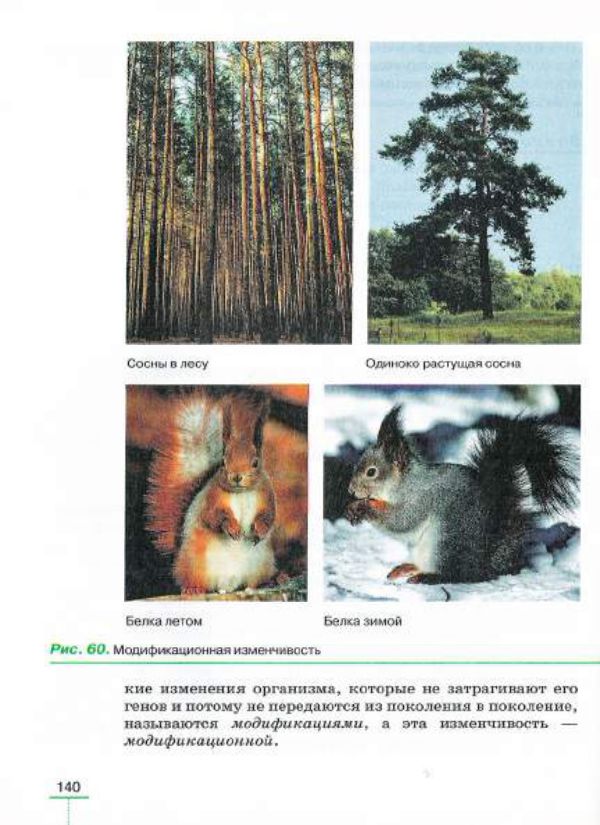 Сосны в лесу
Одиноко растущая сосна
Белка летом
Белка зимой
Рис. 60. Модификационная изменчивость
кие изменения организма, которые не затрагивают его
генов и потому не передаются из поколения в поколение,
называются модификациями, а эта изменчивость —
модификационной.
140